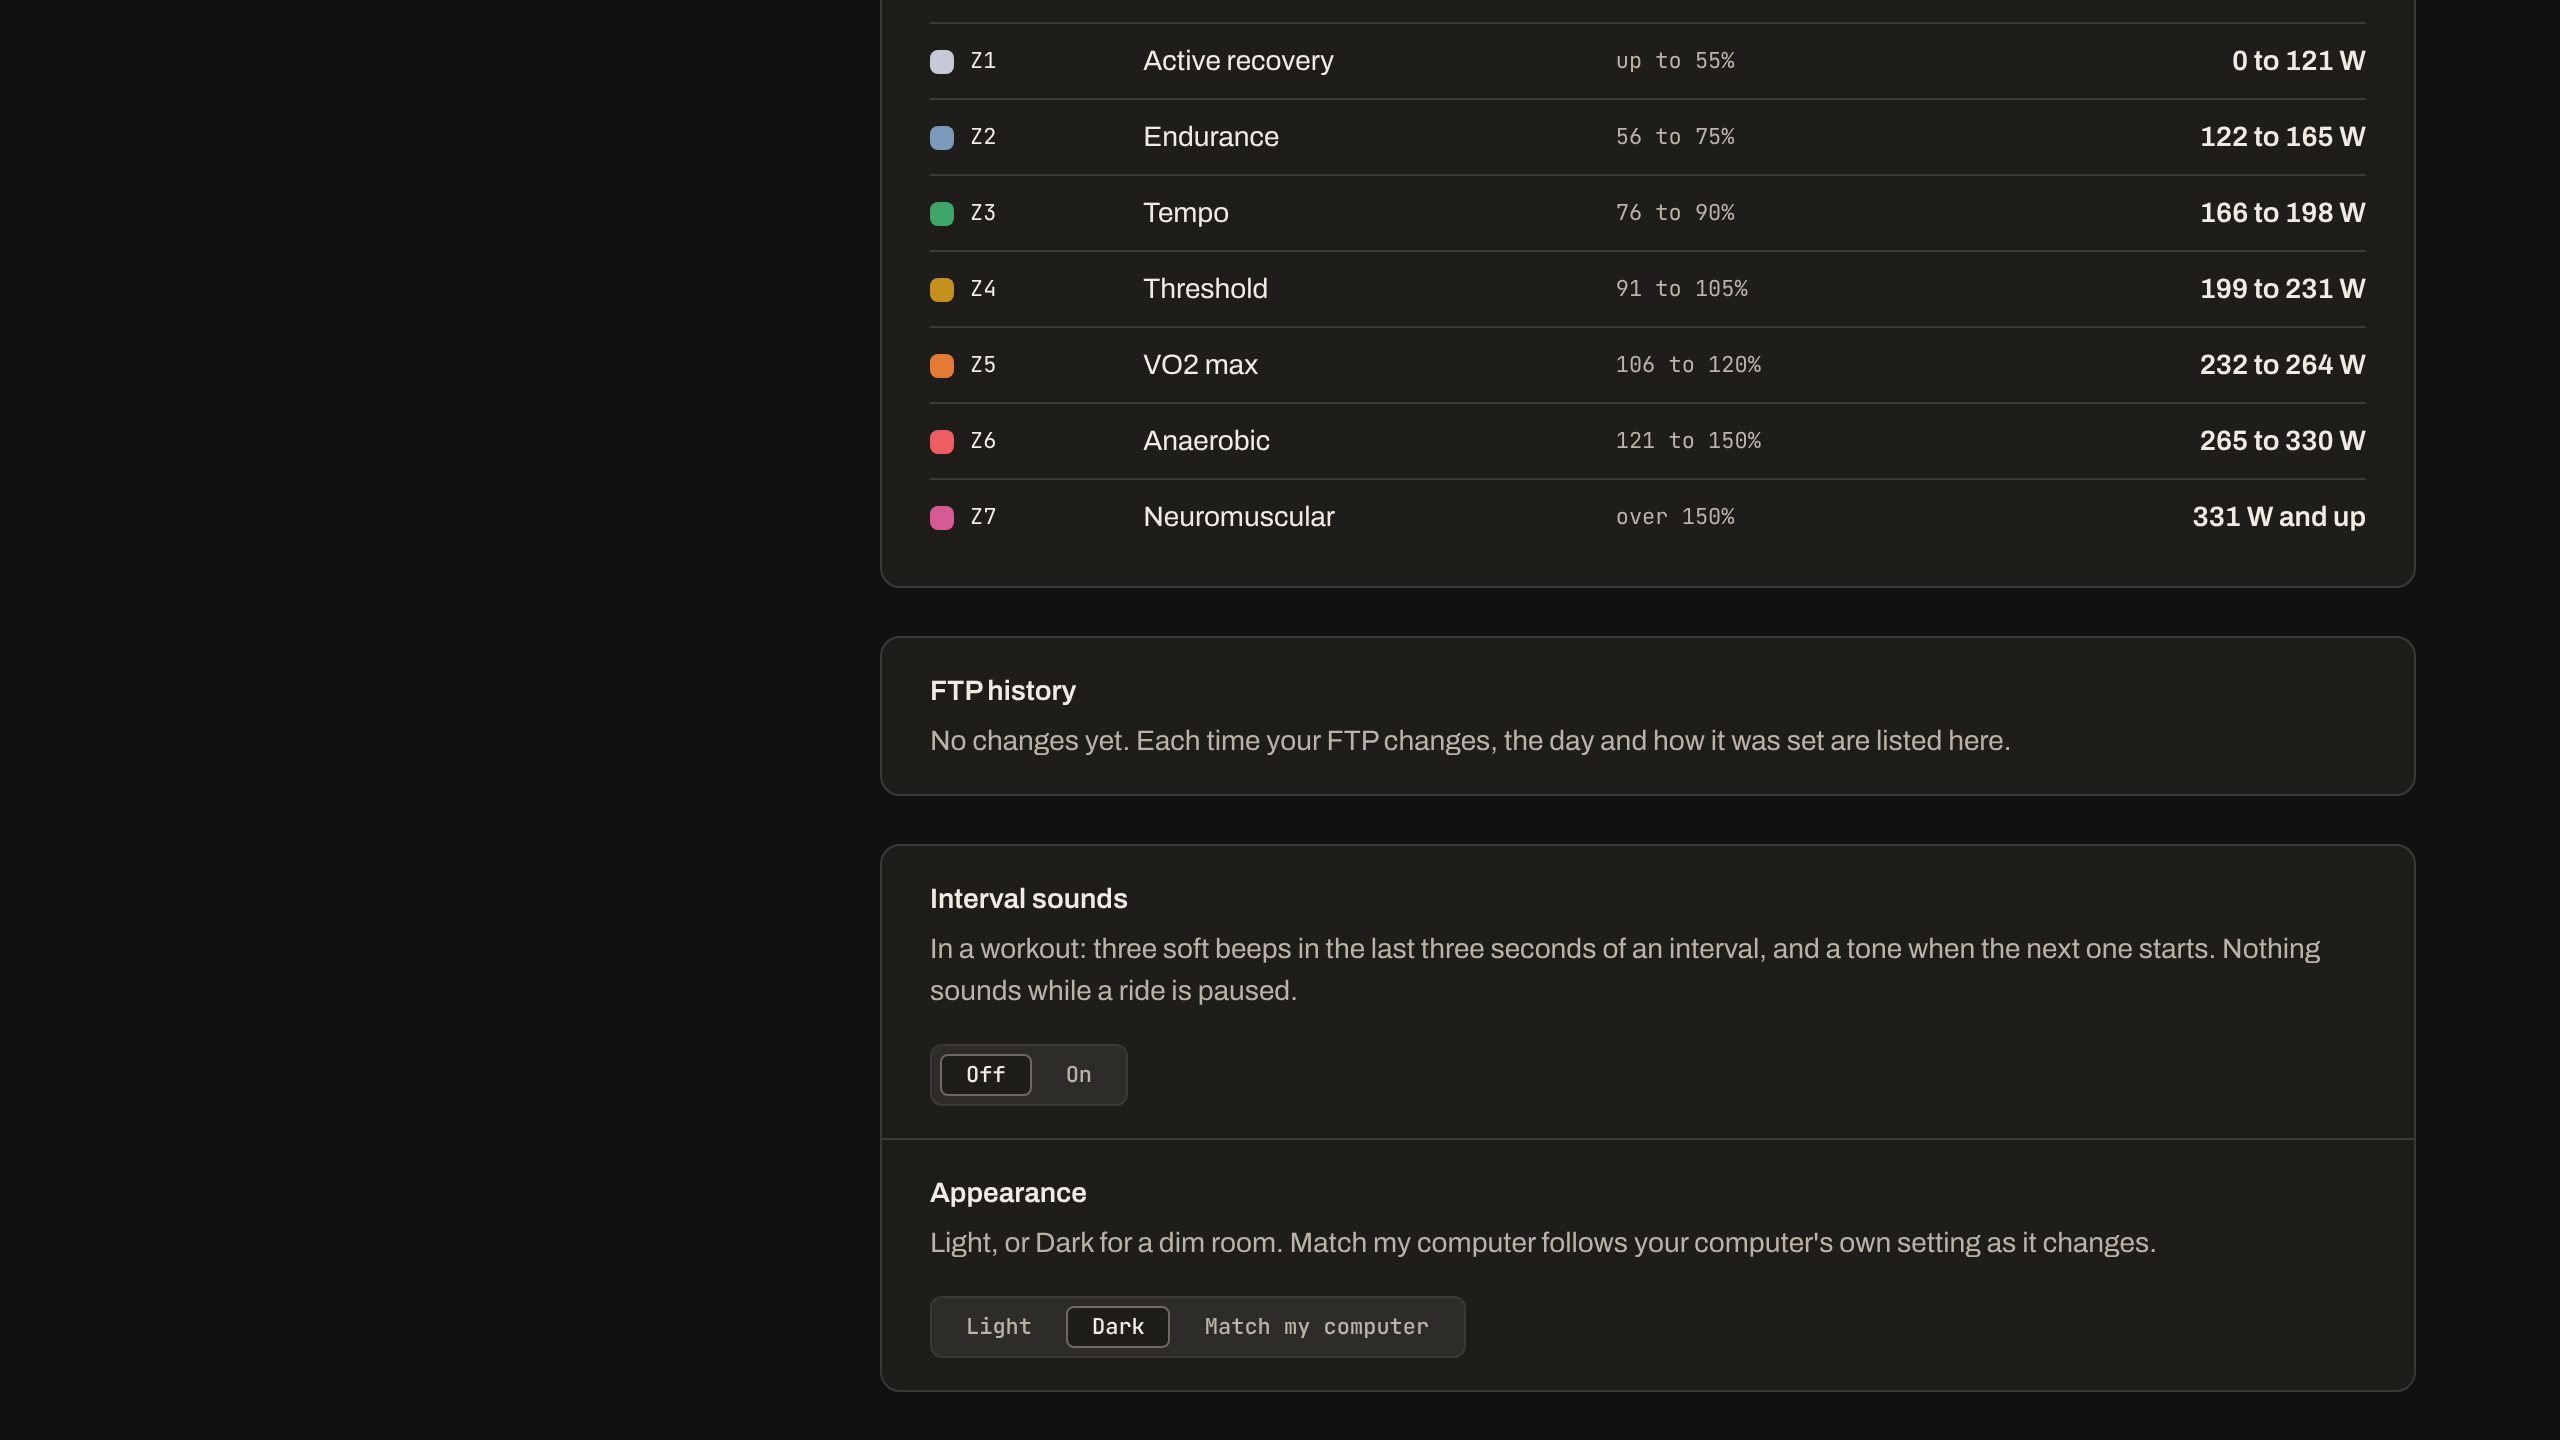 Z1 Active recovery up to 55% 0 to 121 W
Z2 Endurance 56 to 75% 122 to 165 W
Z3 Tempo 76 to 90% 166 to 198 W
Z4 Threshold 91 to 105% 199 to 231 W
Z5 VO2 max 106 to 120% 232 to 264 W
Z6 Anaerobic 121 to 150% 265 to 330 W
Z7 Neuromuscular over 150% 331 W and up
FTP history
No changes yet. Each time your FTP changes, the day and how it was set are listed here.
Interval sounds
In a workout: three soft beeps in the last three seconds of an interval, and a tone when the next one starts. Nothing
sounds while a ride is paused.
Off On
Appearance
Light, or Dark for a dim room. Match my computer follows your computer's own setting as it changes.
Light Dark Match my computer